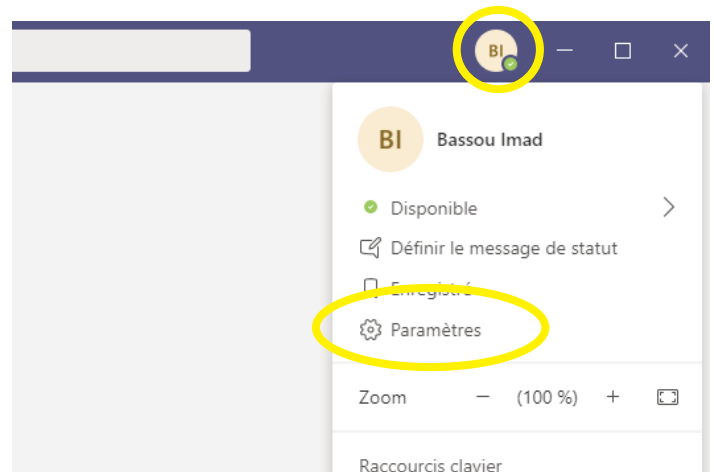 BI
BI Bassou Imad
Disponible
Définir le message de statut
Enregistré
Paramètres
Zoom − (100 %) +
Raccourcis clavier